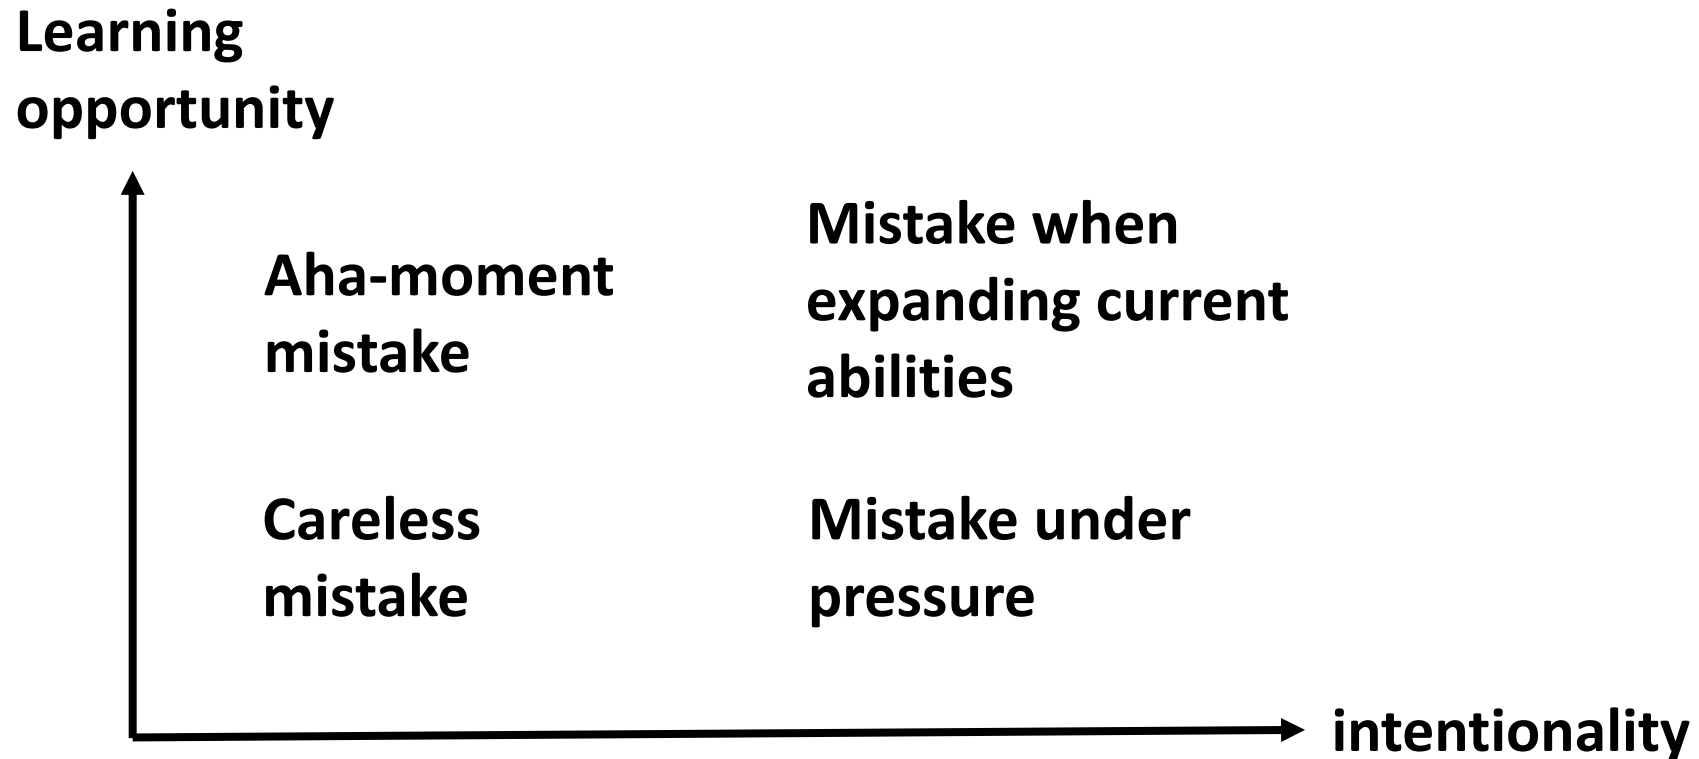 Learning
opportunity
Aha-moment
mistake
Mistake when
expanding current
abilities
Careless
mistake
Mistake under
pressure
intentionality